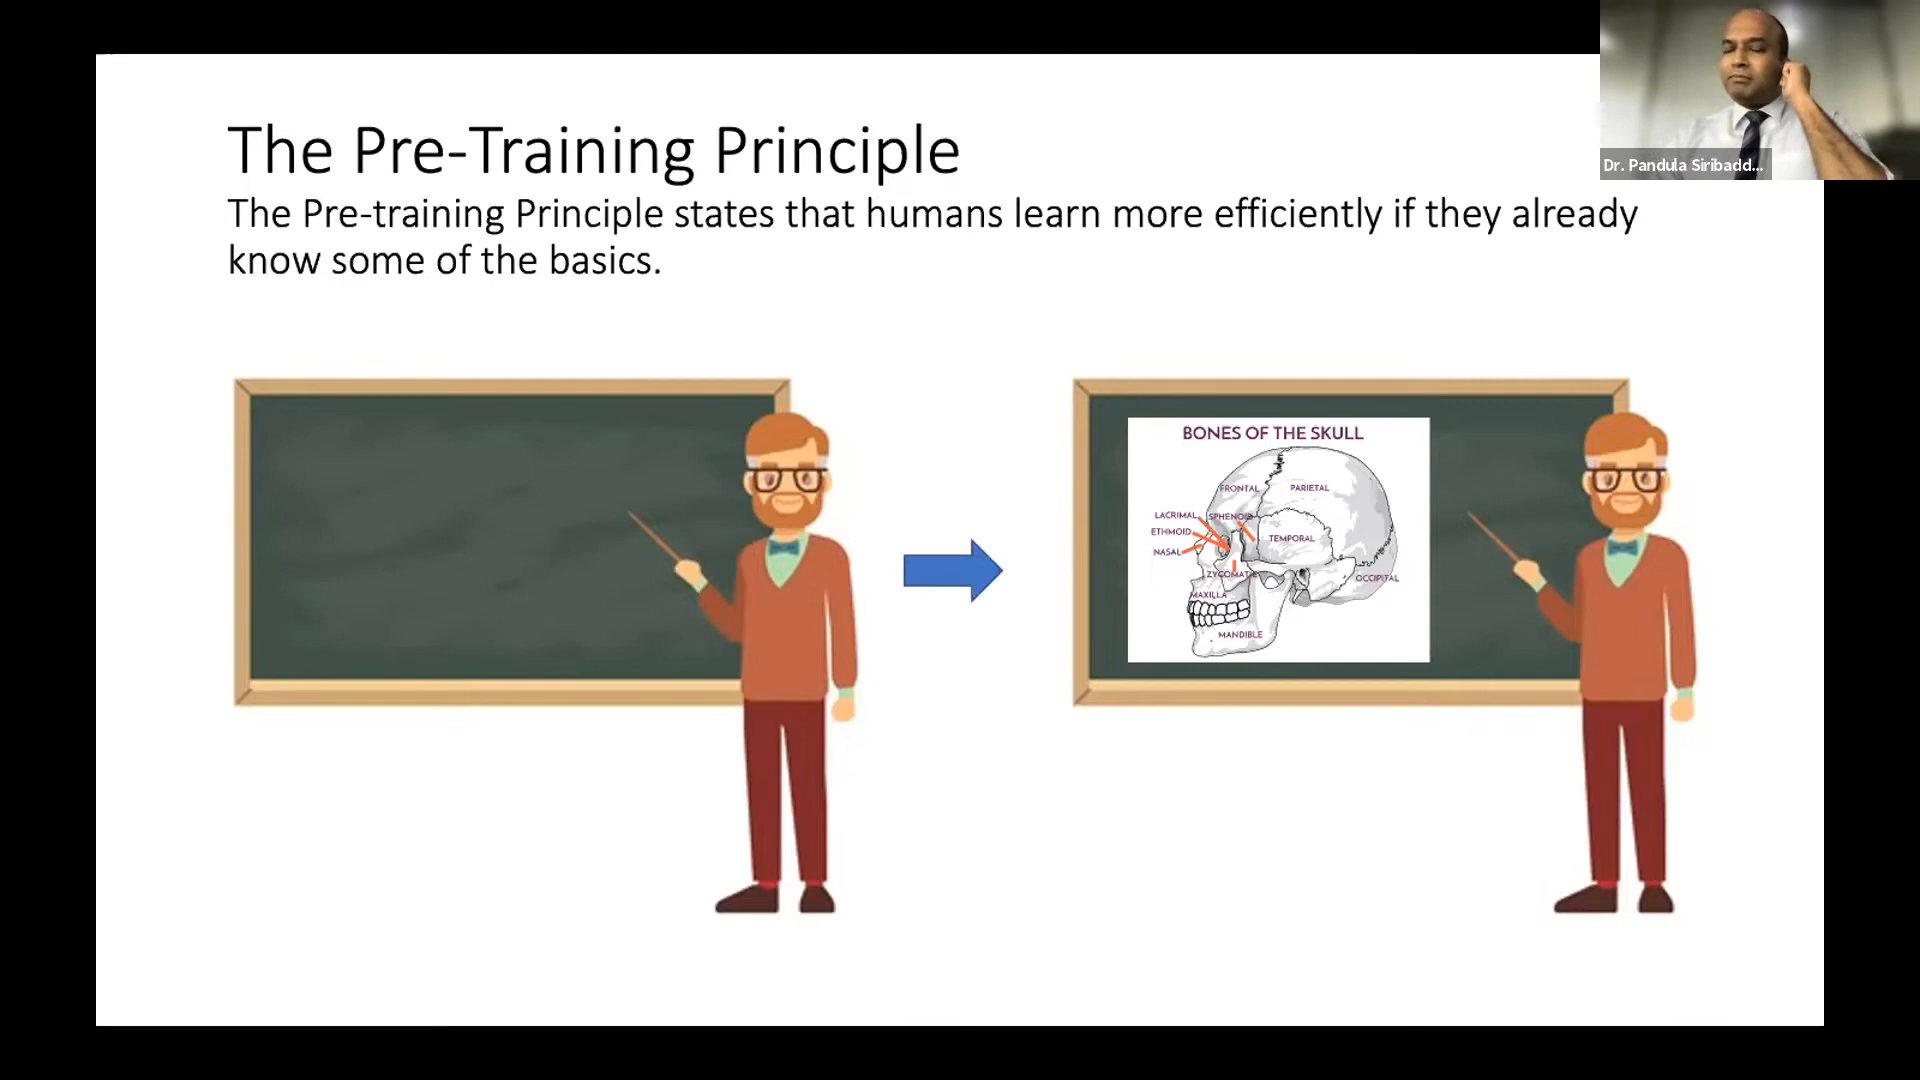 The Pre-Training Principle
The Pre-training Principle states that humans learn more efficiently if they already
know some of the basics.
Dr. Pandula Siribadd...
BONES OF THE SKULL
FRONTAL
PARIETAL
LACRIMAL
SPHENOID
ETHMOID
TEMPORAL
NASAL
ZYGOMATIC
OCCIPITAL
MAXILLA
MANDIBLE